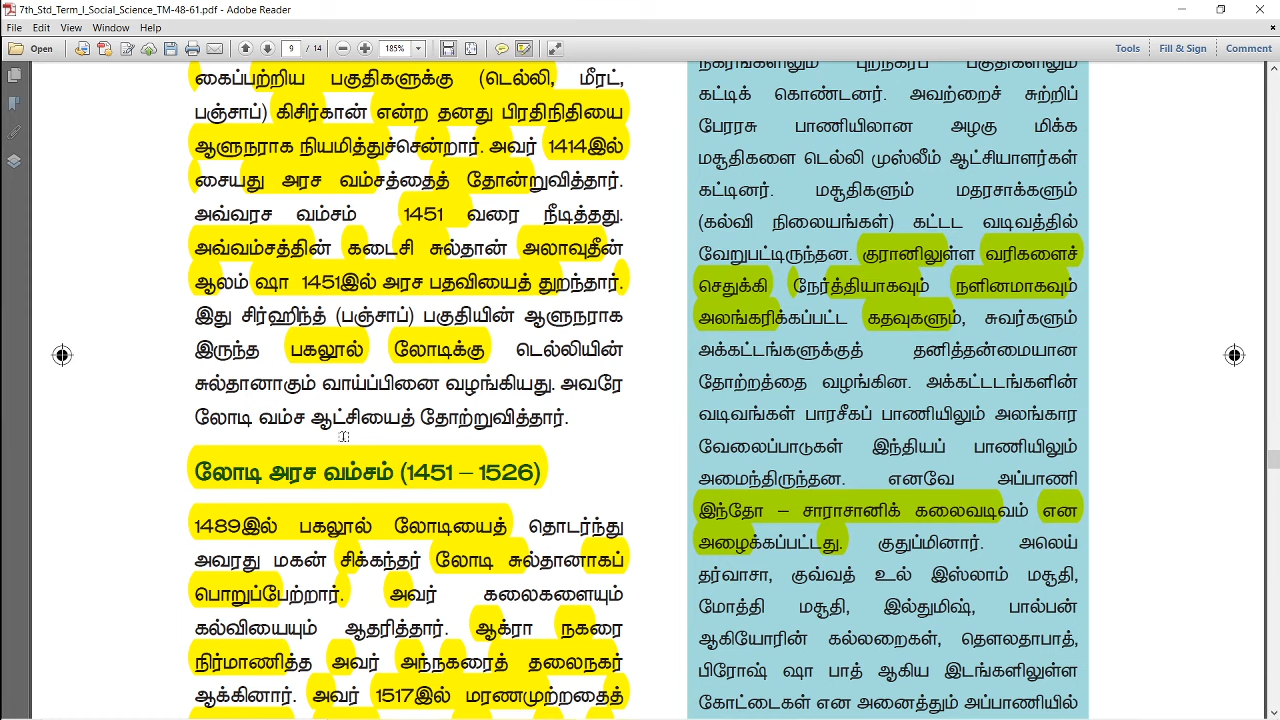 7th_Std_Term_I_Social_Science_TM-48-61.pdf - Adobe Reader
File Edit View Window Help
Open 9 / 14 185% Tools Fill & Sign Comment
கைப்பற்றிய பகுதிகளுக்கு (டெல்லி, மீரட்,
பஞ்சாப்) கிசிர்கான் என்ற தனது பிரதிநிதியை
ஆளுநராக நியமித்துச்சென்றார். அவர் 1414இல்
சையது அரச வம்சத்தைத் தோன்றுவித்தார்.
அவ்வரச வம்சம் 1451 வரை நீடித்தது.
அவ்வம்சத்தின் கடைசி சுல்தான் அலாவுதீன்
ஆலம் ஷா 1451இல் அரச பதவியைத் துறந்தார்.
இது சிர்ஹிந்த் (பஞ்சாப்) பகுதியின் ஆளுநராக
இருந்த பகலூல் லோடிக்கு டெல்லியின்
சுல்தானாகும் வாய்ப்பினை வழங்கியது. அவரே
லோடி வம்ச ஆட்சியைத் தோற்றுவித்தார்.
லோடி அரச வம்சம் (1451 – 1526)
1489இல் பகலூல் லோடியைத் தொடர்ந்து
அவரது மகன் சிக்கந்தர் லோடி சுல்தானாகப்
பொறுப்பேற்றார். அவர் கலைகளையும்
கல்வியையும் ஆதரித்தார். ஆக்ரா நகரை
நிர்மாணித்த அவர் அந்நகரைத் தலைநகர்
ஆக்கினார். அவர் 1517இல் மரணமுற்றதைத்
நகரங்களிலும் புறநகர்ப் பகுதிகளிலும்
கட்டிக் கொண்டனர். அவற்றைச் சுற்றிப்
பேரரசு பாணியிலான அழகு மிக்க
மசூதிகளை டெல்லி முஸ்லீம் ஆட்சியாளர்கள்
கட்டினர். மசூதிகளும் மதரசாக்களும்
(கல்வி நிலையங்கள்) கட்டட வடிவத்தில்
வேறுபட்டிருந்தன. குரானிலுள்ள வரிகளைச்
செதுக்கி நேர்த்தியாகவும் நளினமாகவும்
அலங்கரிக்கப்பட்ட கதவுகளும், சுவர்களும்
அக்கட்டங்களுக்குத் தனித்தன்மையான
தோற்றத்தை வழங்கின. அக்கட்டடங்களின்
வடிவங்கள் பாரசீகப் பாணியிலும் அலங்கார
வேலைப்பாடுகள் இந்தியப் பாணியிலும்
அமைந்திருந்தன. எனவே அப்பாணி
இந்தோ – சாராசானிக் கலைவடிவம் என
அழைக்கப்பட்டது. குதுப்மினார். அலெய்
தர்வாசா, குவ்வத் உல் இஸ்லாம் மசூதி,
மோத்தி மசூதி, இல்துமிஷ், பால்பன்
ஆகியோரின் கல்லறைகள், தௌலதாபாத்,
பிரோஷ் ஷா பாத் ஆகிய இடங்களிலுள்ள
கோட்டைகள் என அனைத்தும் அப்பாணியில்